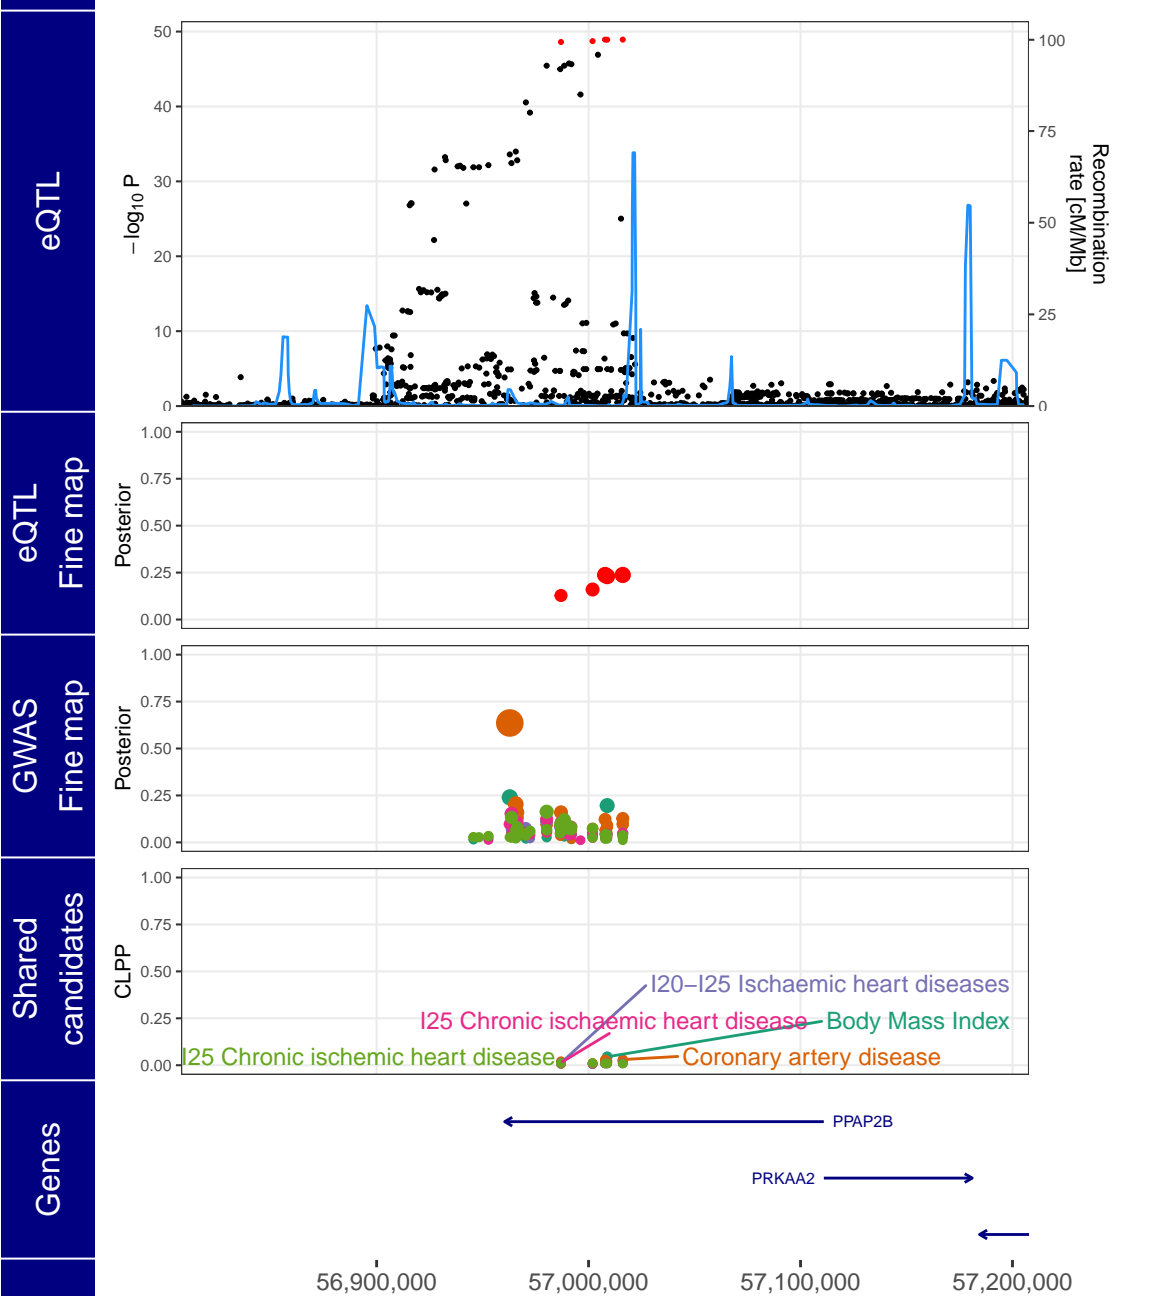 eQTL
50
40
30
20
10
0
−log10 P
100
75
50
25
0
Recombination
rate [cM/Mb]
eQTL
Fine map
Posterior
1.00
0.75
0.50
0.25
0.00
GWAS
Fine map
Posterior
1.00
0.75
0.50
0.25
0.00
Shared
candidates
CLPP
1.00
0.75
0.50
0.25
0.00
I20−I25 Ischaemic heart diseases
I25 Chronic ischaemic heart disease
Body Mass Index
I25 Chronic ischemic heart disease
Coronary artery disease
Genes
PPAP2B
PRKAA2
56,900,000
57,000,000
57,100,000
57,200,000